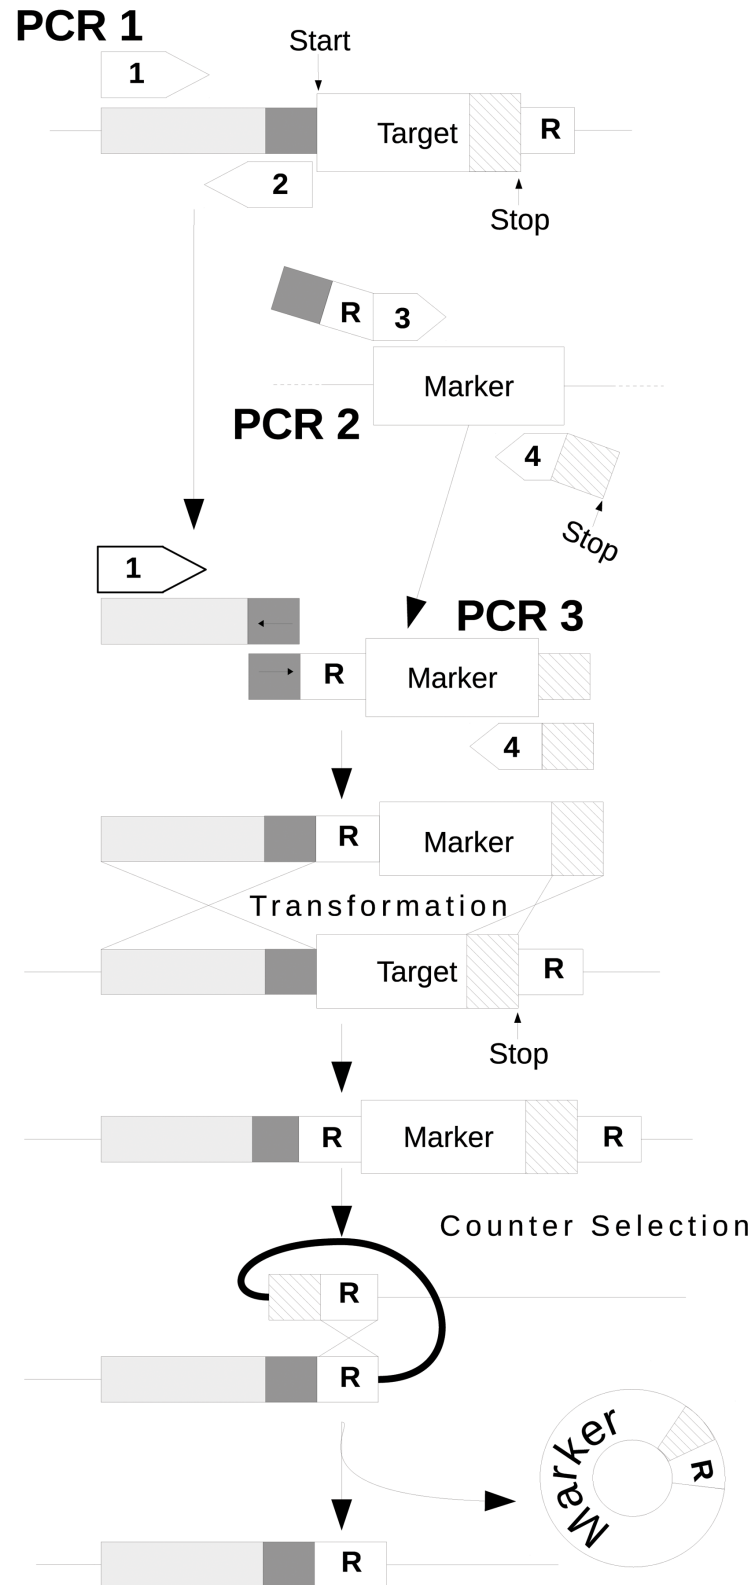 PCR 1
Start
1
Target
R
2
Stop
R
3
Marker
PCR 2
4
Stop
1
PCR 3
R
Marker
4
R
Marker
Transformation
Target
R
Stop
R
Marker
R
Counter Selection
R
R
Marker
R
R